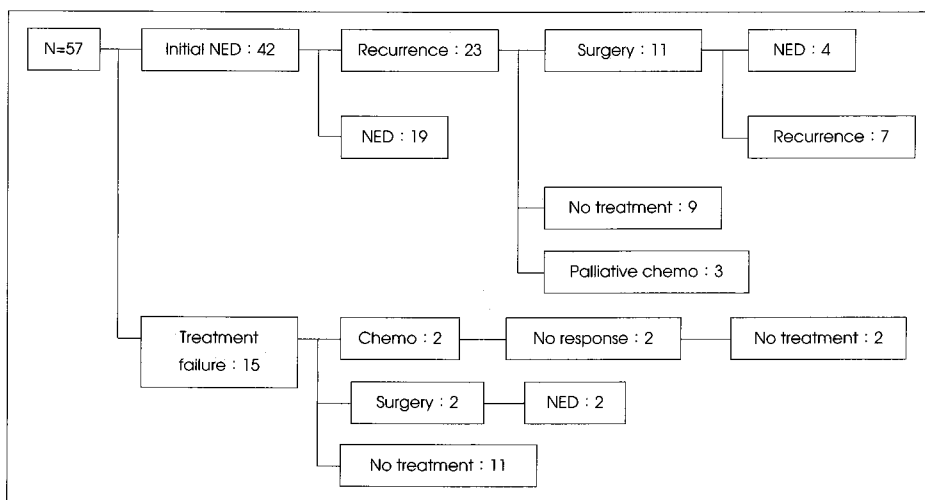 N=57
Initial NED : 42
Recurrence : 23
Surgery : 11
NED : 4
NED : 19
Recurrence : 7
No treatment : 9
Palliative chemo : 3
Treatment
failure : 15
Chemo : 2
No response : 2
No treatment : 2
Surgery : 2
NED : 2
No treatment : 11